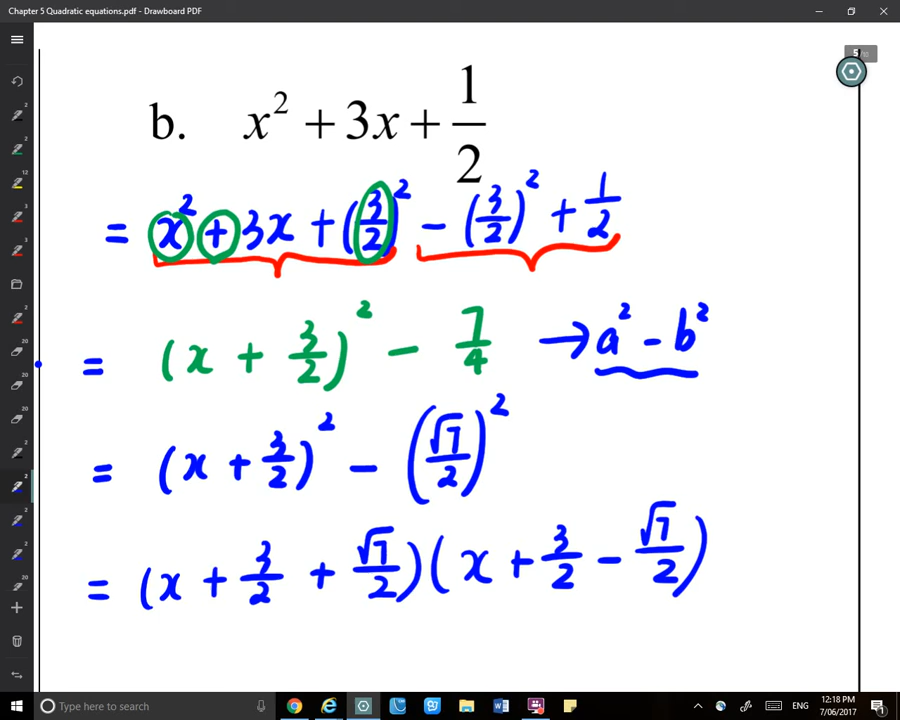 Chapter 5 Quadratic equations.pdf - Drawboard PDF
b. x² + 3x + 1/2
= x² + 3x + (3/2)² - (3/2)² + 1/2
= (x + 3/2)² - 7/4 → a² - b²
= (x + 3/2)² - (√7/2)²
= (x + 3/2 + √7/2)(x + 3/2 - √7/2)
Type here to search
ENG
12:18 PM
7/06/2017